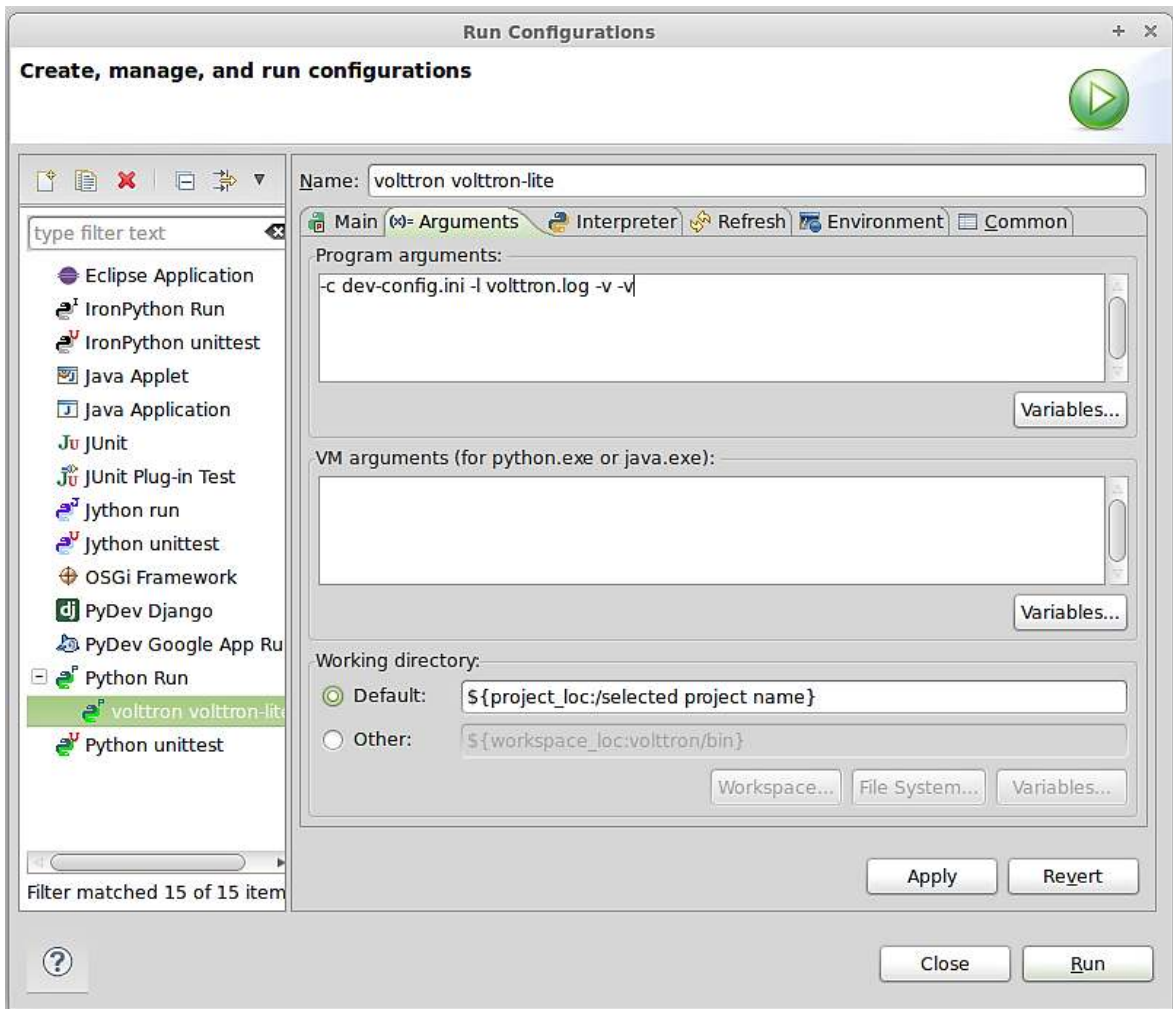 Run Configurations
Create, manage, and run configurations
Name: volttron volttron-lite
type filter text
Eclipse Application
IronPython Run
IronPython unittest
Java Applet
Java Application
JUnit
JUnit Plug-in Test
Jython run
Jython unittest
OSGi Framework
PyDev Django
PyDev Google App Ru
Python Run
volttron volttron-lite
Python unittest
Filter matched 15 of 15 item
Main (x)= Arguments Interpreter Refresh Environment Common
Program arguments:
-c dev-config.ini -l volttron.log -v -v
Variables...
VM arguments (for python.exe or java.exe):
Variables...
Working directory:
Default: ${project_loc:/selected project name}
Other: ${workspace_loc:volttron/bin}
Workspace... File System... Variables...
Apply Revert
Close Run